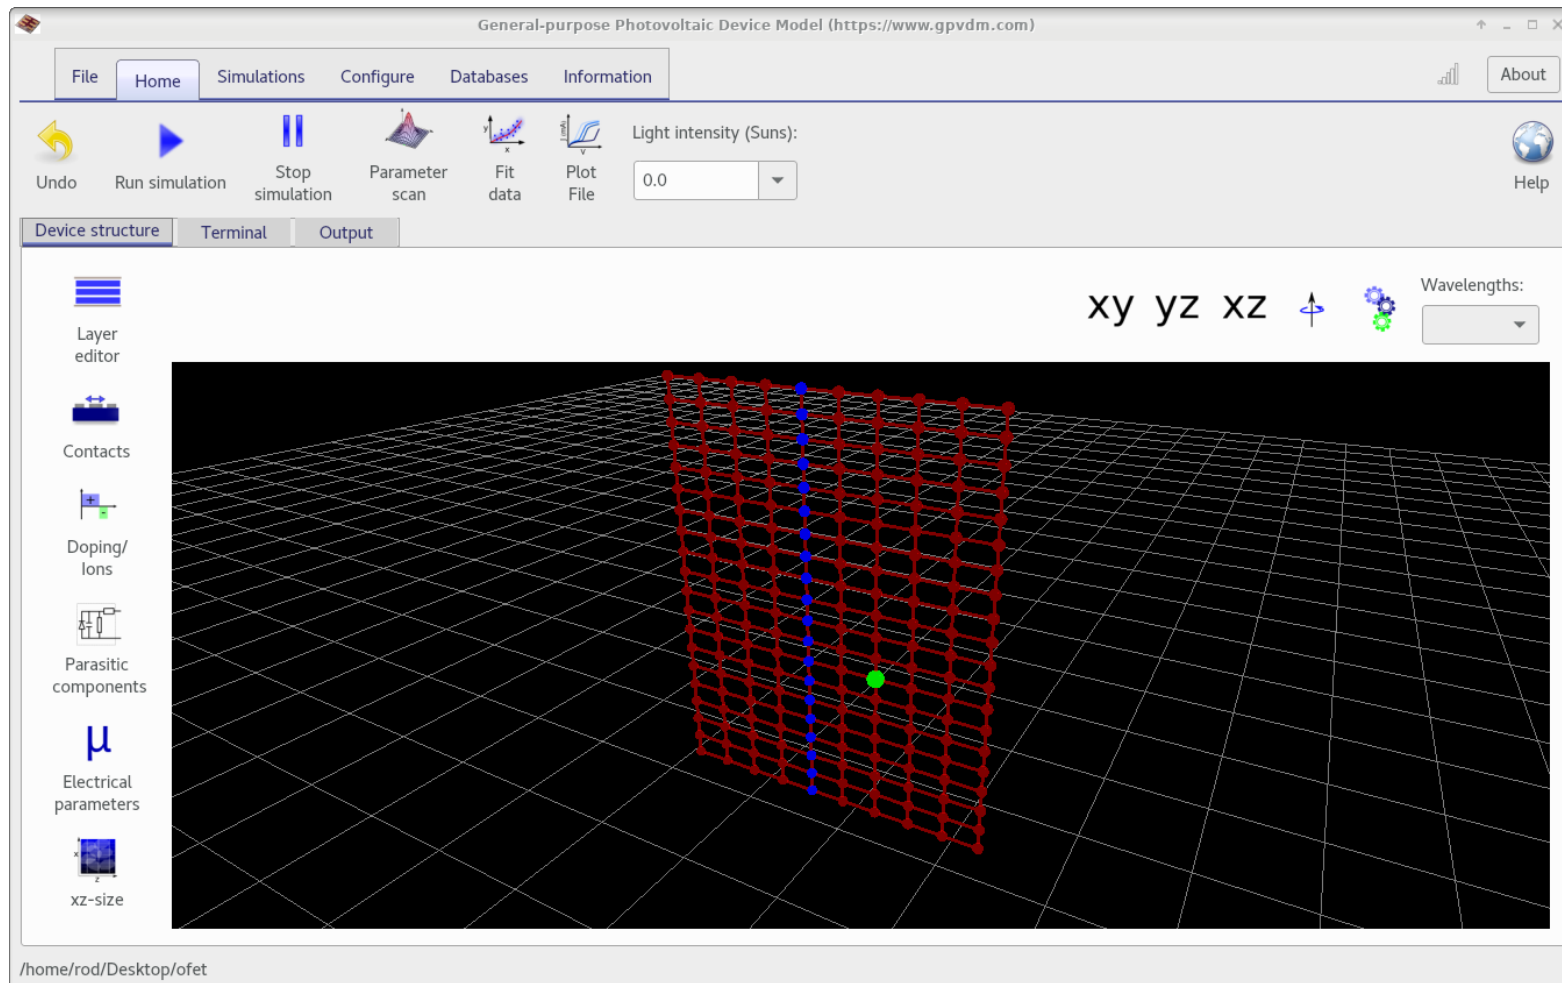 General-purpose Photovoltaic Device Model (https://www.gpvdm.com)
File Home Simulations Configure Databases Information About
Undo
Run simulation
Stop
simulation
Parameter
scan
Fit
data
Plot
File
Light intensity (Suns):
0.0
Help
Device structure Terminal Output
Layer
editor
xy yz xz
Wavelengths:
Contacts
Doping/
Ions
Parasitic
components
μ
Electrical
parameters
xz-size
/home/rod/Desktop/ofet